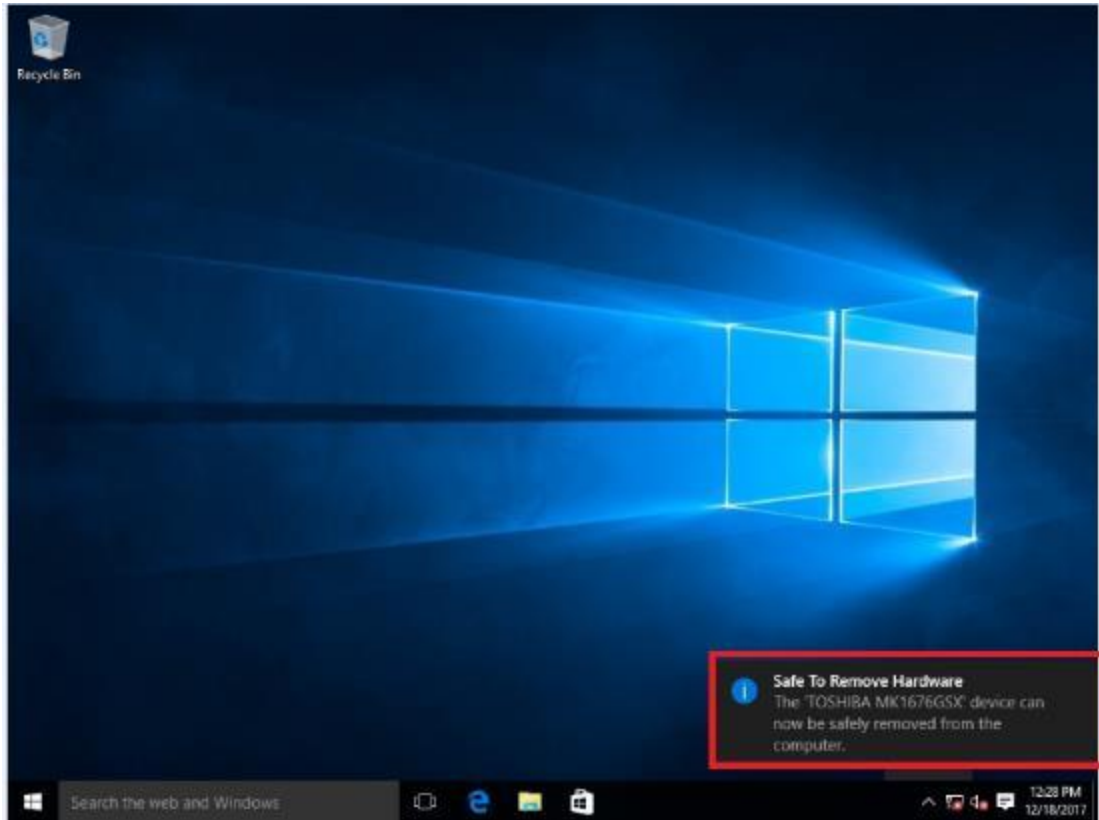 Recycle Bin
Safe To Remove Hardware
The 'TOSHIBA MK1676GSX' device can
now be safely removed from the
computer.
Search the web and Windows
12:28 PM
12/18/2017